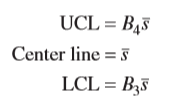 UCL = B₄s̅
Center line = s̅
LCL = B₃s̅